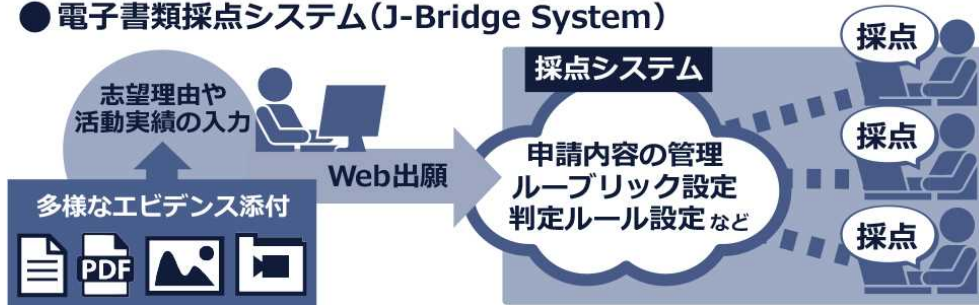 ●電子書類採点システム(J-Bridge System)
志望理由や
活動実績の入力
多様なエビデンス添付
PDF
Web出願
採点システム
申請内容の管理
ルーブリック設定
判定ルール設定 など
採点
採点
採点